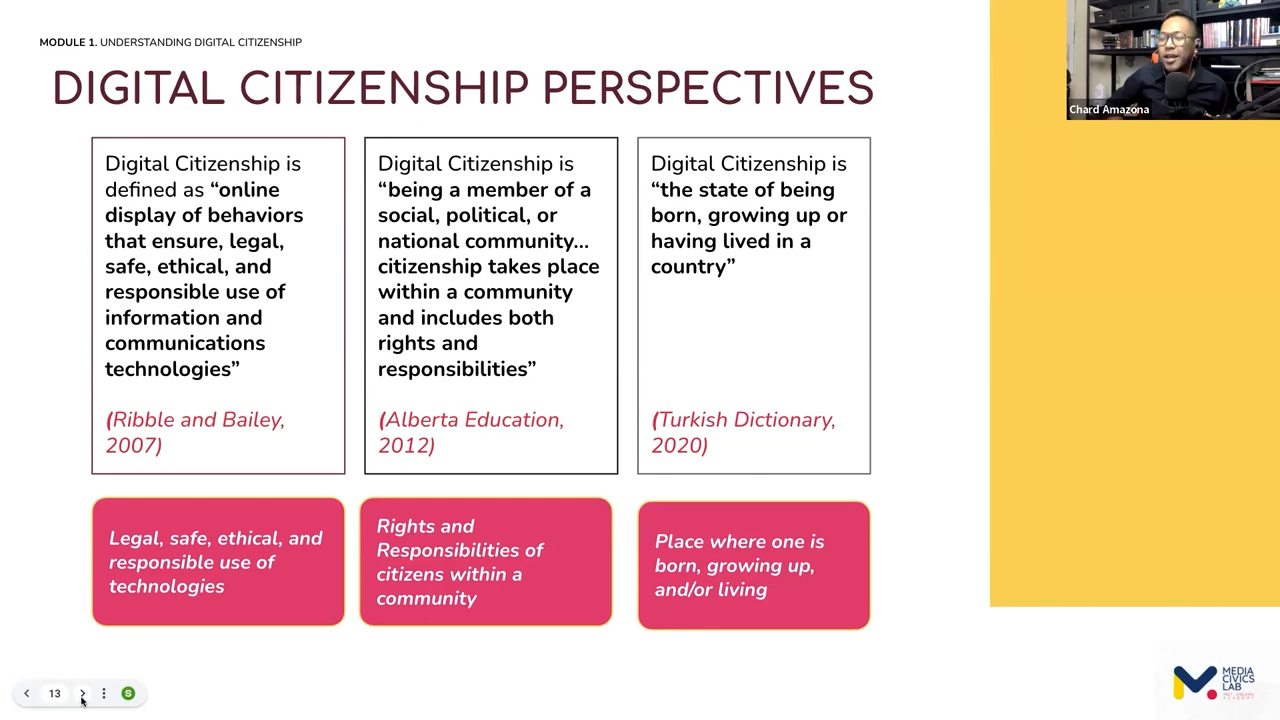 MODULE 1. UNDERSTANDING DIGITAL CITIZENSHIP
DIGITAL CITIZENSHIP PERSPECTIVES
Digital Citizenship is
defined as “online
display of behaviors
that ensure, legal,
safe, ethical, and
responsible use of
information and
communications
technologies”
(Ribble and Bailey,
2007)
Digital Citizenship is
“being a member of a
social, political, or
national community...
citizenship takes place
within a community
and includes both
rights and
responsibilities”
(Alberta Education,
2012)
Digital Citizenship is
“the state of being
born, growing up or
having lived in a
country”
(Turkish Dictionary,
2020)
Legal, safe, ethical, and
responsible use of
technologies
Rights and
Responsibilities of
citizens within a
community
Place where one is
born, growing up,
and/or living
Chard Amazona
13
S
MEDIA
CIVICS
LAB